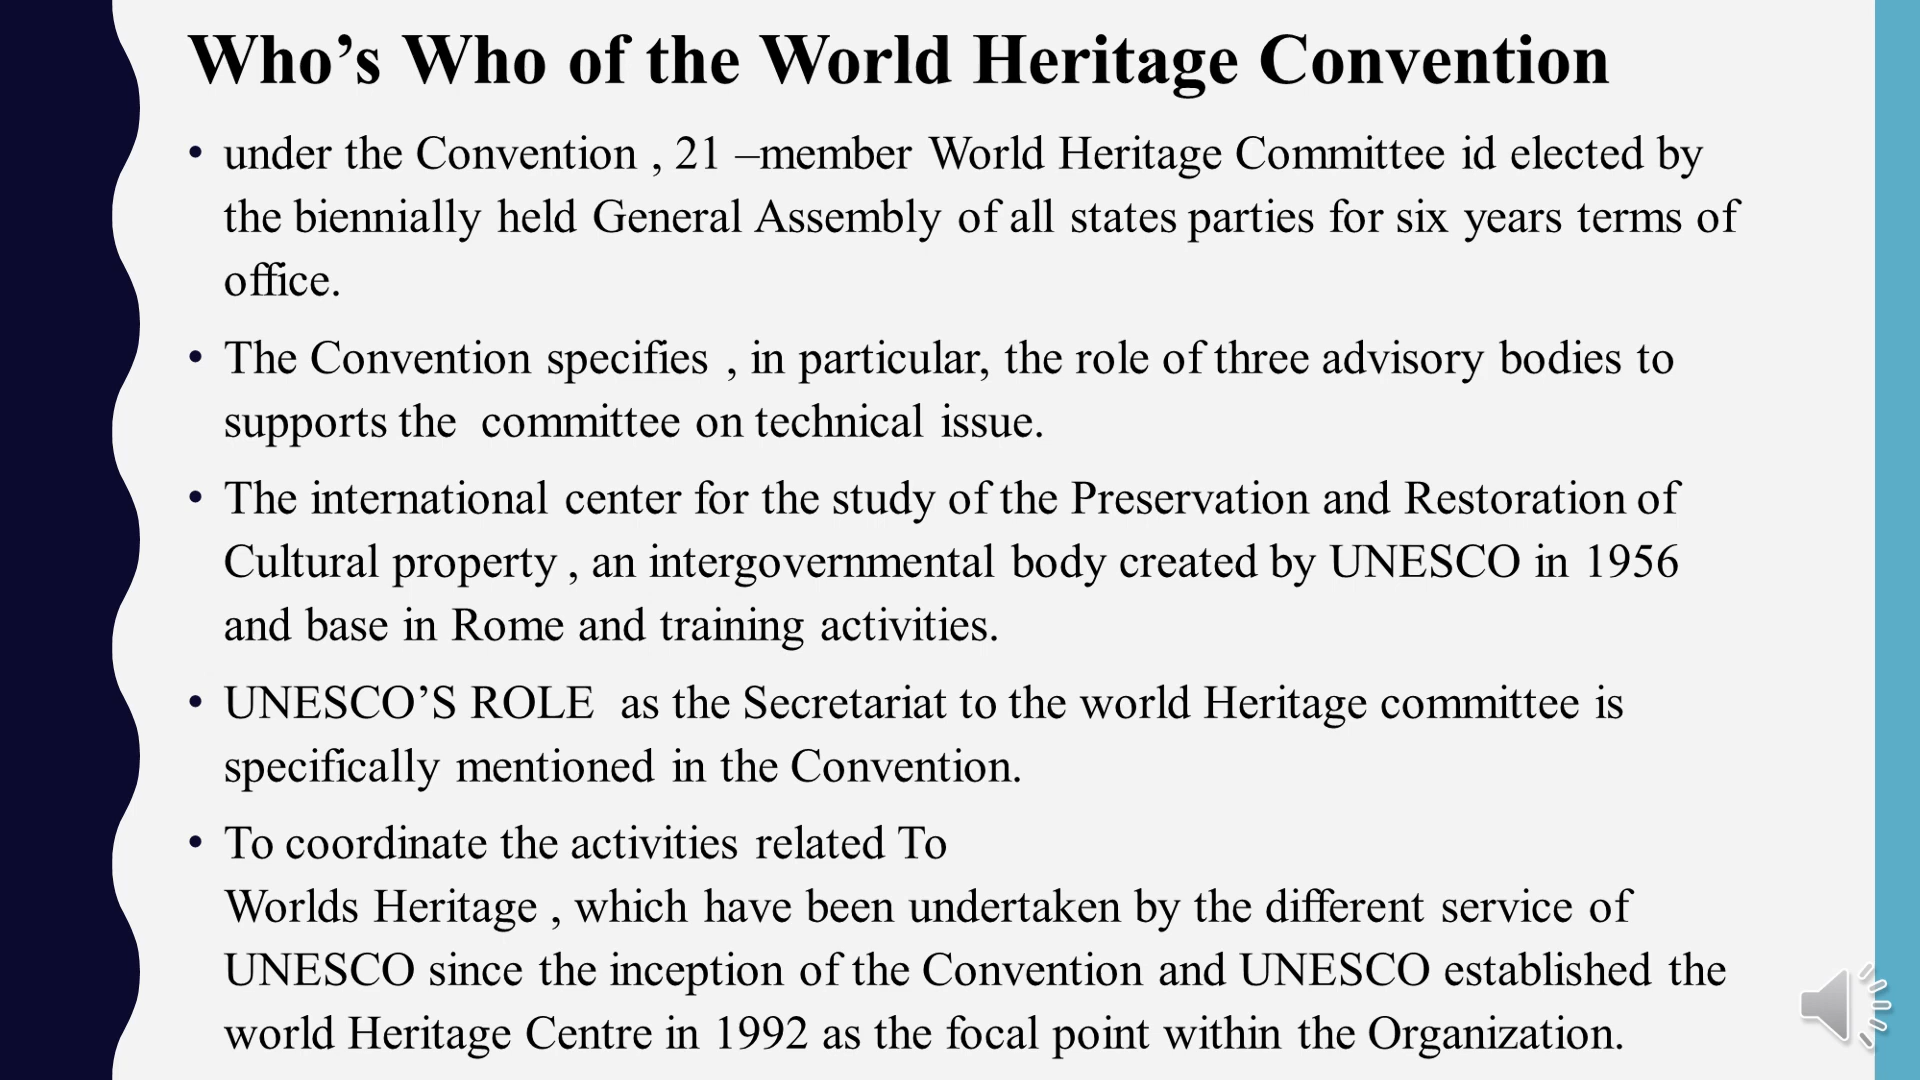 Who’s Who of the World Heritage Convention
• under the Convention , 21 –member World Heritage Committee id elected by
the biennially held General Assembly of all states parties for six years terms of
office.
• The Convention specifies , in particular, the role of three advisory bodies to
supports the  committee on technical issue.
• The international center for the study of the Preservation and Restoration of
Cultural property , an intergovernmental body created by UNESCO in 1956
and base in Rome and training activities.
• UNESCO’S ROLE  as the Secretariat to the world Heritage committee is
specifically mentioned in the Convention.
• To coordinate the activities related To
Worlds Heritage , which have been undertaken by the different service of
UNESCO since the inception of the Convention and UNESCO established the
world Heritage Centre in 1992 as the focal point within the Organization.